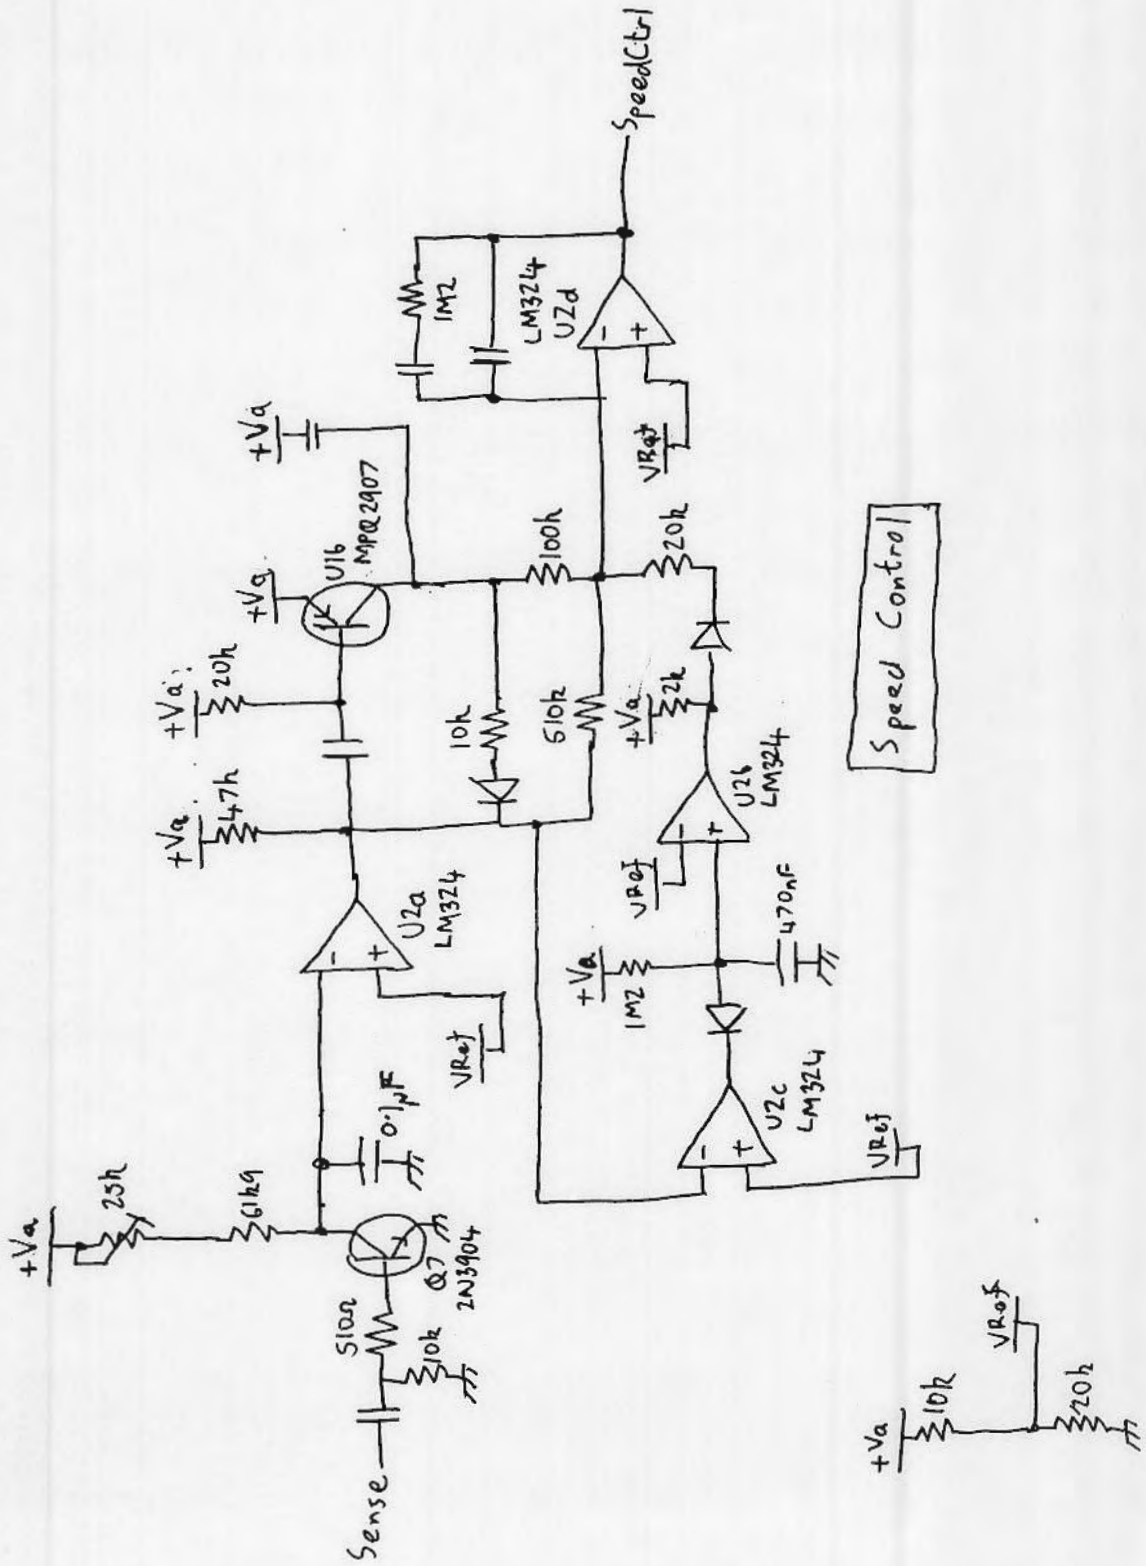 +Va
25k
61k9
0.1µF
Sense
510Ω
10k
Q7
2N3904
VRef
U2a
LM324
+Va
47k
+Va
20k
+Va
U1b
MPQ2907
+Va
10k
510k
100k
1M2
LM324
U2d
VRef
SpeedCtrl
20k
+Va
2k
U2b
LM324
VRef
+Va
1M2
470nF
U2c
LM324
VRef
+Va
10k
VRef
20k
Speed Control